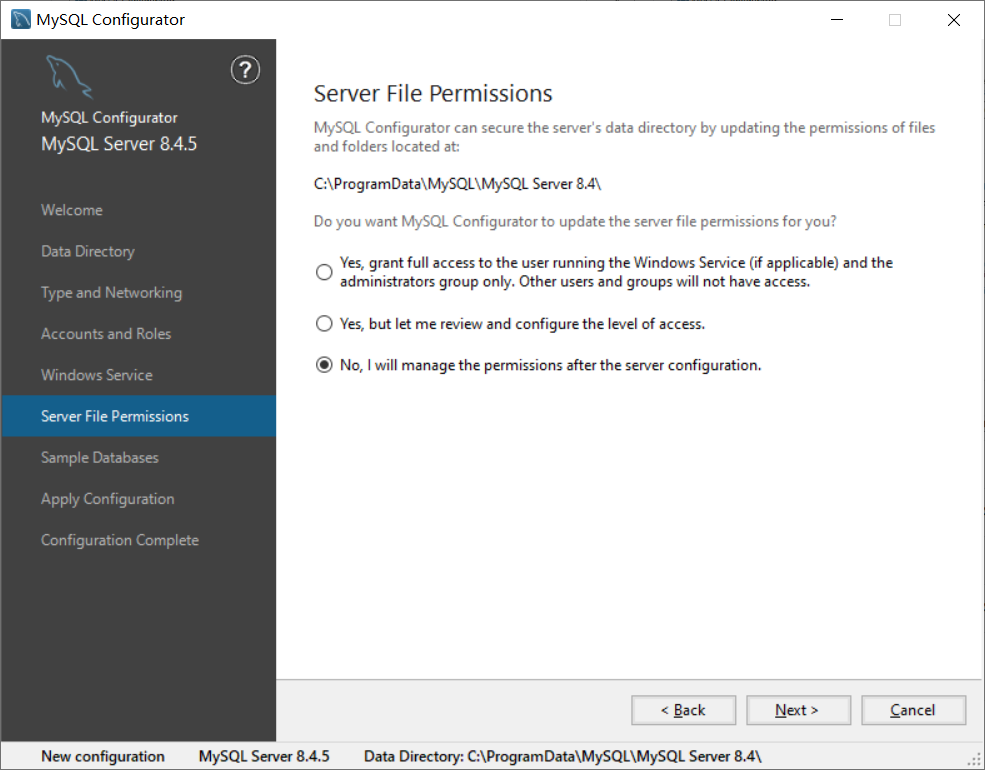 MySQL Configurator
?
MySQL Configurator
MySQL Server 8.4.5
Welcome
Data Directory
Type and Networking
Accounts and Roles
Windows Service
Server File Permissions
Sample Databases
Apply Configuration
Configuration Complete
Server File Permissions
MySQL Configurator can secure the server's data directory by updating the permissions of files
and folders located at:
C:\ProgramData\MySQL\MySQL Server 8.4\
Do you want MySQL Configurator to update the server file permissions for you?
Yes, grant full access to the user running the Windows Service (if applicable) and the
administrators group only. Other users and groups will not have access.
Yes, but let me review and configure the level of access.
No, I will manage the permissions after the server configuration.
< Back
Next >
Cancel
New configuration
MySQL Server 8.4.5
Data Directory: C:\ProgramData\MySQL\MySQL Server 8.4\